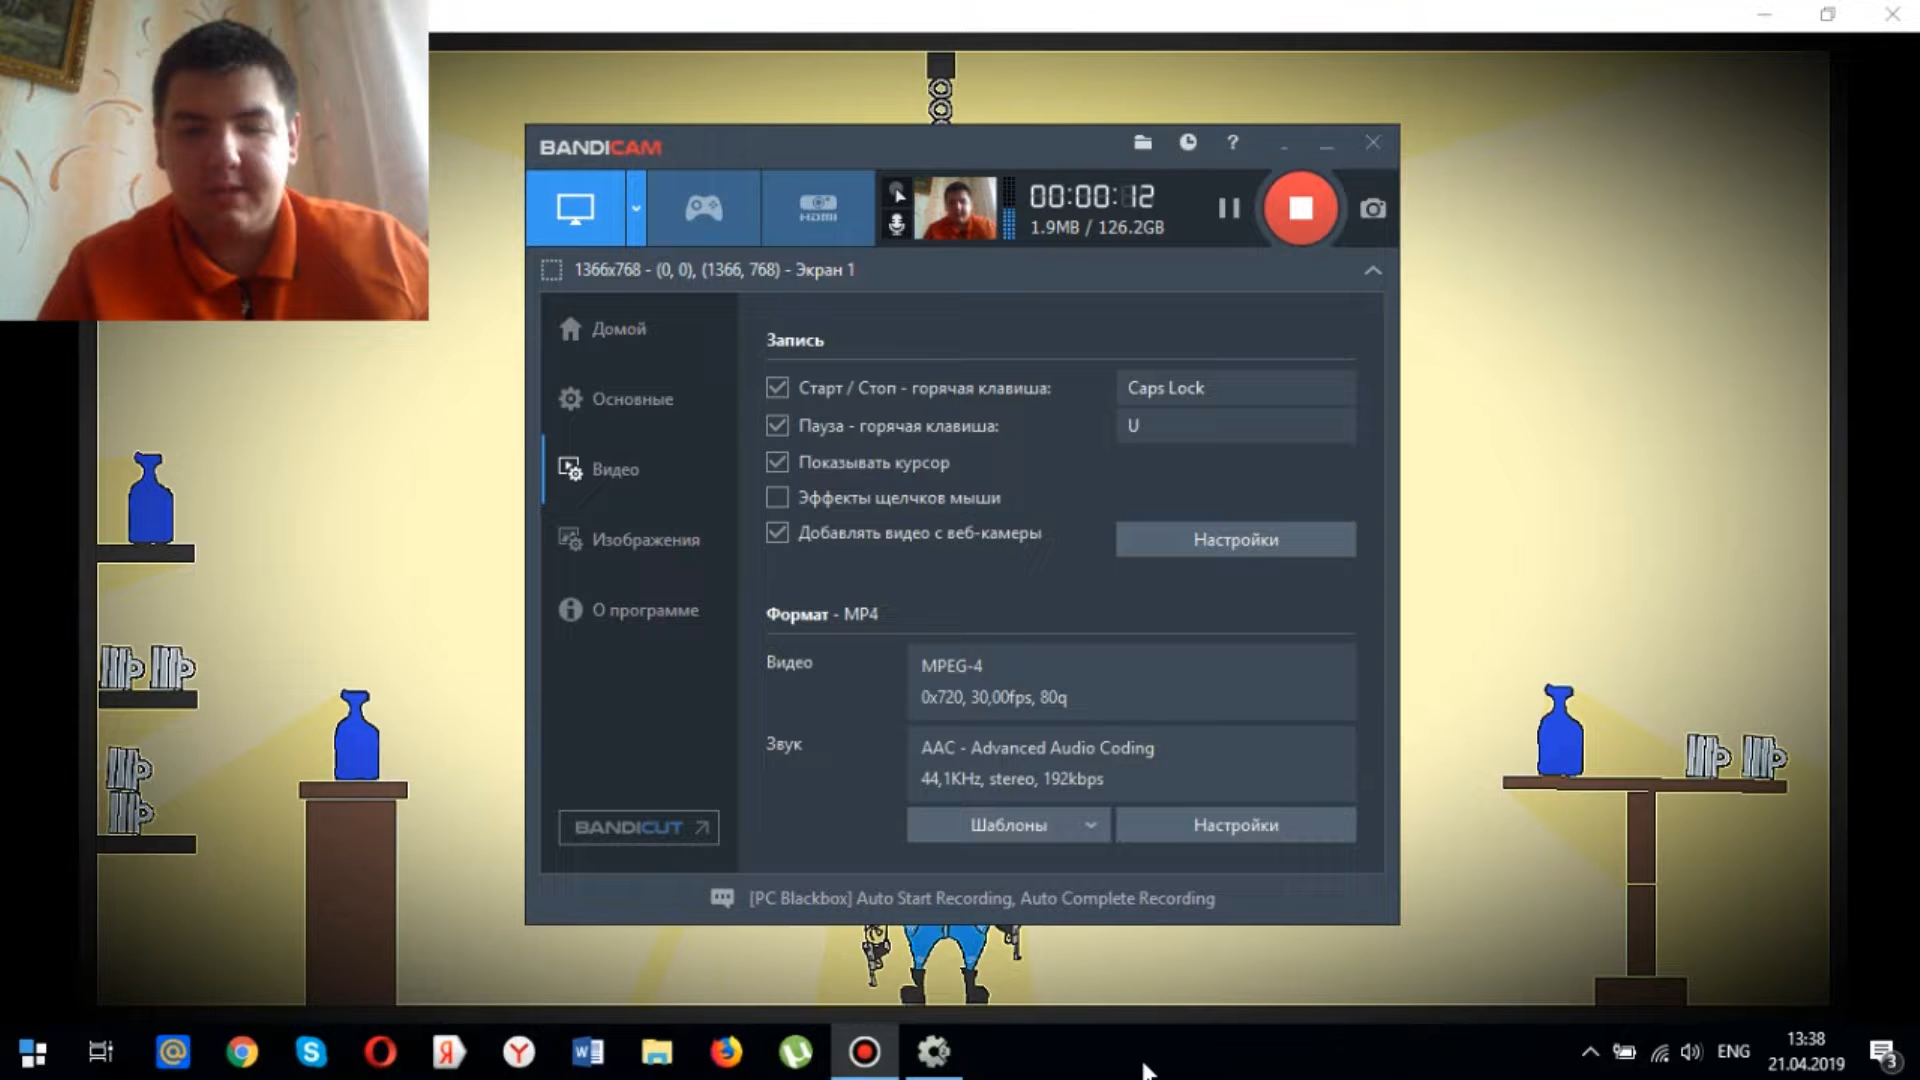 BANDICAM
?
HDMI
00:00:12
1.9MB / 126.2GB
1366x768 - (0, 0), (1366, 768) - Экран 1
Домой
Основные
Видео
Изображения
О программе
BANDICUT
Запись
Старт / Стоп - горячая клавиша:
Caps Lock
Пауза - горячая клавиша:
U
Показывать курсор
Эффекты щелчков мыши
Добавлять видео с веб-камеры
Настройки
Формат - MP4
Видео
MPEG-4
0x720, 30,00fps, 80q
Звук
AAC - Advanced Audio Coding
44,1KHz, stereo, 192kbps
Шаблоны
Настройки
[PC Blackbox] Auto Start Recording, Auto Complete Recording
ENG
13:38
21.04.2019
3